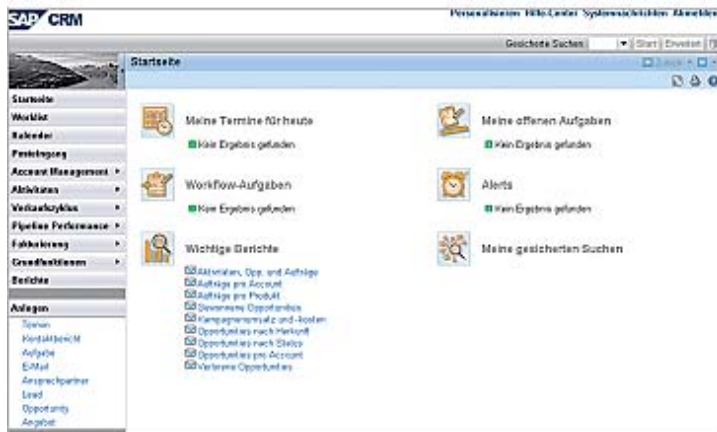 SAP CRM
Personalisieren Hilfe-Center Systemnachrichten Abmelden
Gesicherte Suchen Start Erweitert
Startseite
Zurück
Startseite
Worklist
Kalender
Posteingang
Account Management
Aktivitäten
Verkaufszyklus
Pipeline Performance
Fakturierung
Grundfunktionen
Berichte
Anlegen
Termin
Kontaktbericht
Aufgabe
E-Mail
Ansprechpartner
Lead
Opportunity
Angebot
Meine Termine für heute
Kein Ergebnis gefunden
Meine offenen Aufgaben
Kein Ergebnis gefunden
Workflow-Aufgaben
Kein Ergebnis gefunden
Alerts
Kein Ergebnis gefunden
Wichtige Berichte
Aktivitäten, Opp. und Aufträge
Aufträge pro Account
Aufträge pro Produkt
Gewonnene Opportunities
Kampagnenumsatz und -kosten
Opportunities nach Herkunft
Opportunities nach Status
Opportunities pro Account
Verlorene Opportunities
Meine gesicherten Suchen